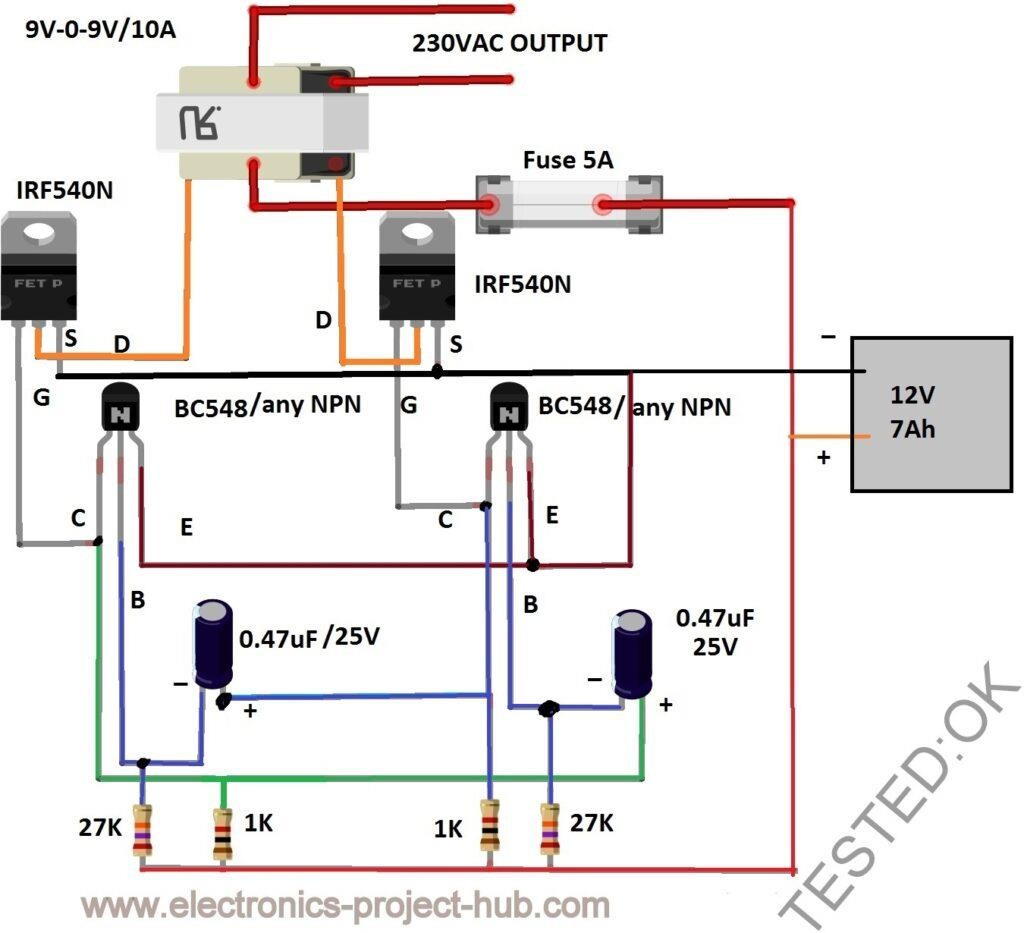 9V-0-9V/10A
230VAC OUTPUT
Fuse 5A
IRF540N
FET P
FET P
IRF540N
S
D
D
S
−
12V
7Ah
+
G
BC548/any NPN
G
BC548/any NPN
C
E
C
E
B
B
0.47uF/25V
0.47uF
25V
−
+
−
+
27K
1K
1K
27K
TESTED:OK
www.electronics-project-hub.com
N
N